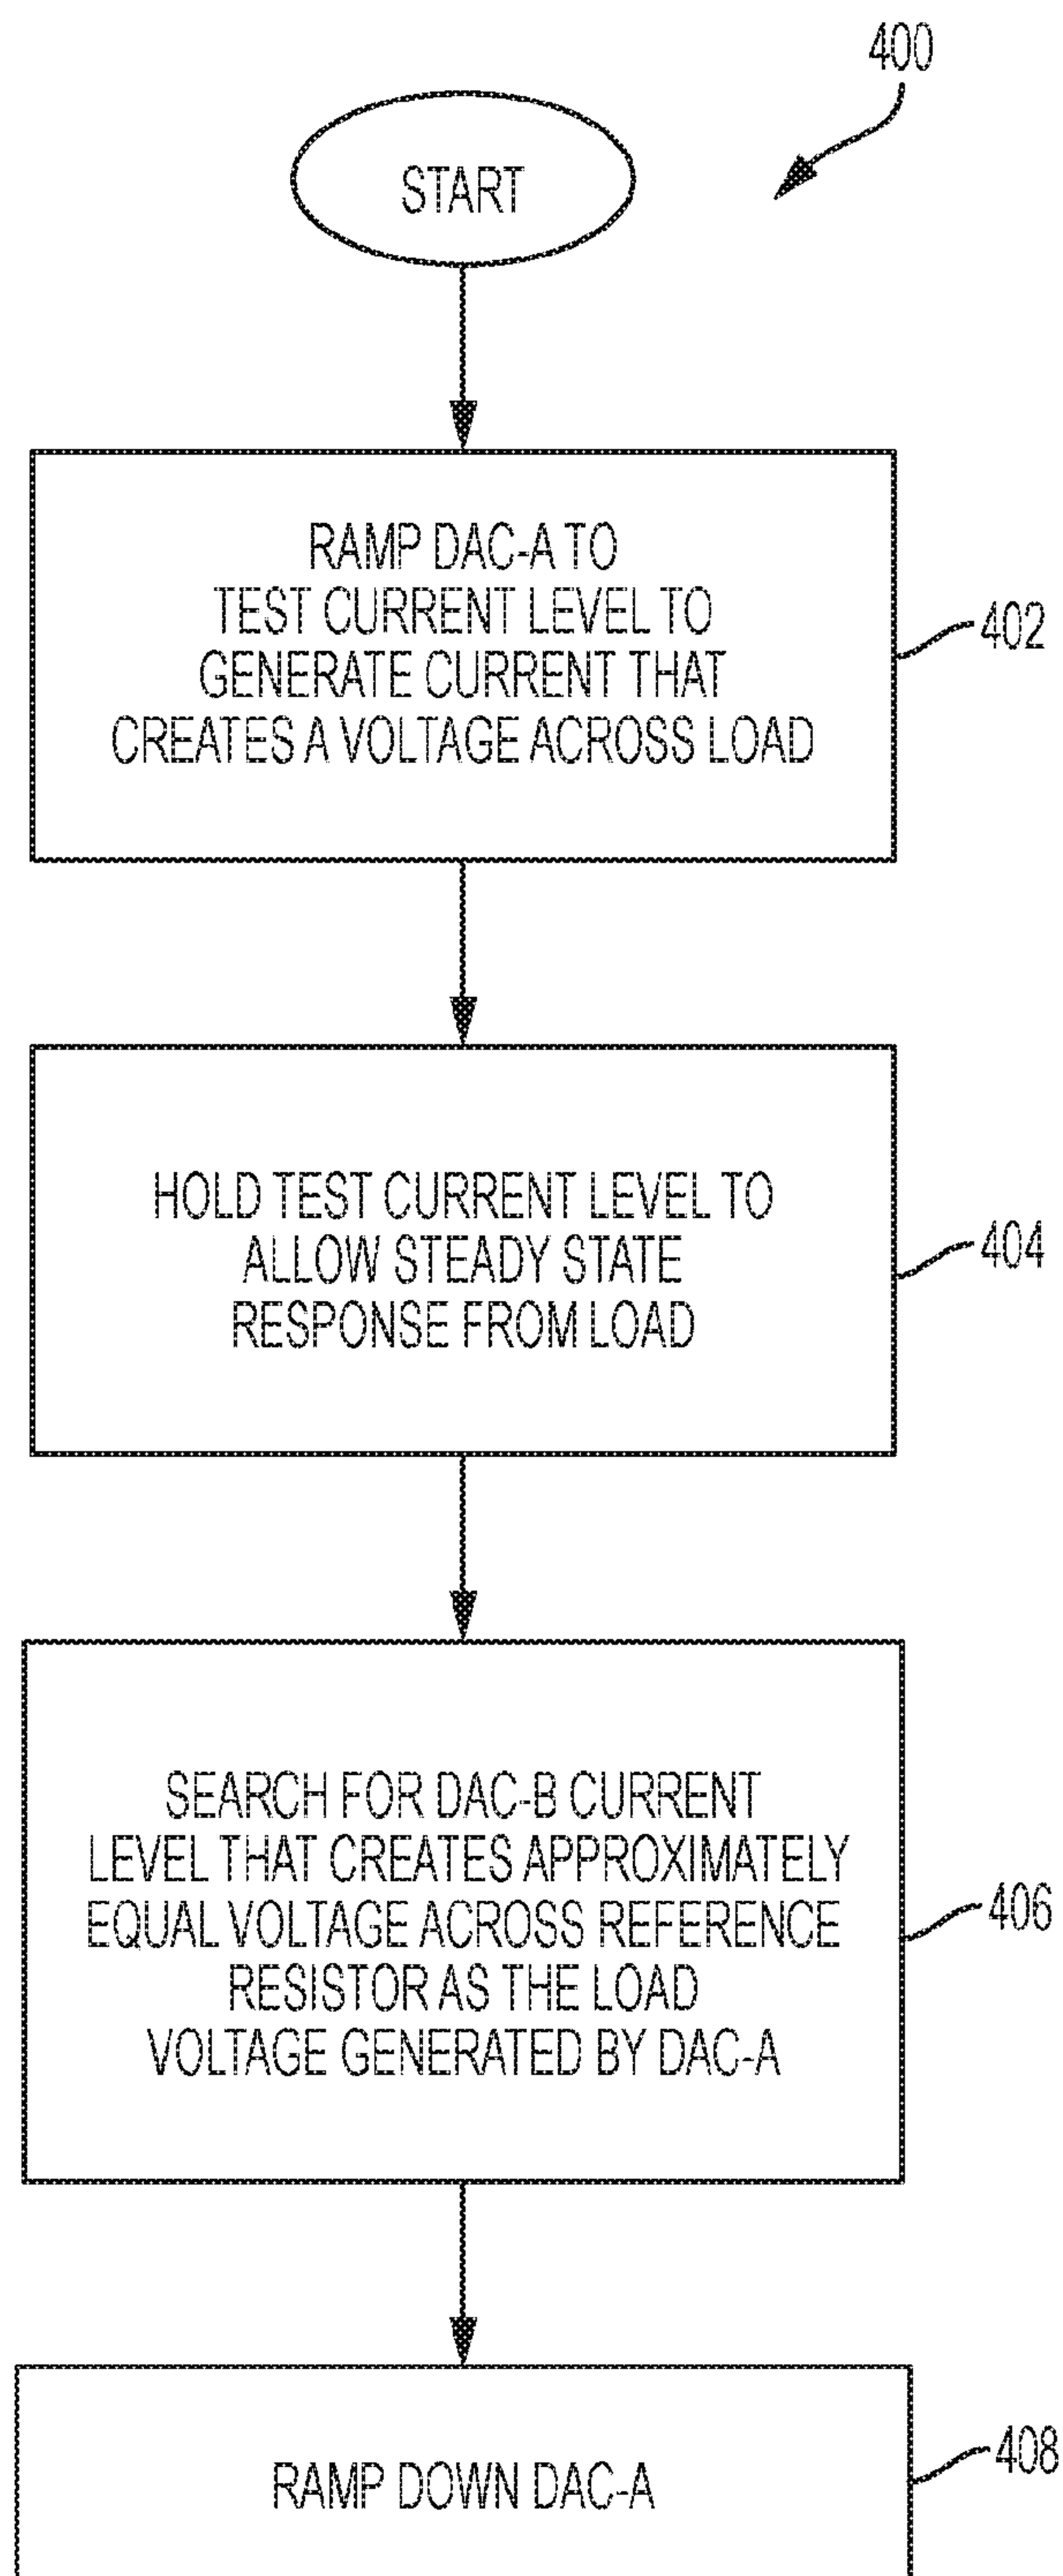 400
START
RAMP DAC-A TO
TEST CURRENT LEVEL TO
GENERATE CURRENT THAT
CREATES A VOLTAGE ACROSS LOAD
402
HOLD TEST CURRENT LEVEL TO
ALLOW STEADY STATE
RESPONSE FROM LOAD
404
SEARCH FOR DAC-B CURRENT
LEVEL THAT CREATES APPROXIMATELY
EQUAL VOLTAGE ACROSS REFERENCE
RESISTOR AS THE LOAD
VOLTAGE GENERATED BY DAC-A
406
RAMP DOWN DAC-A
408